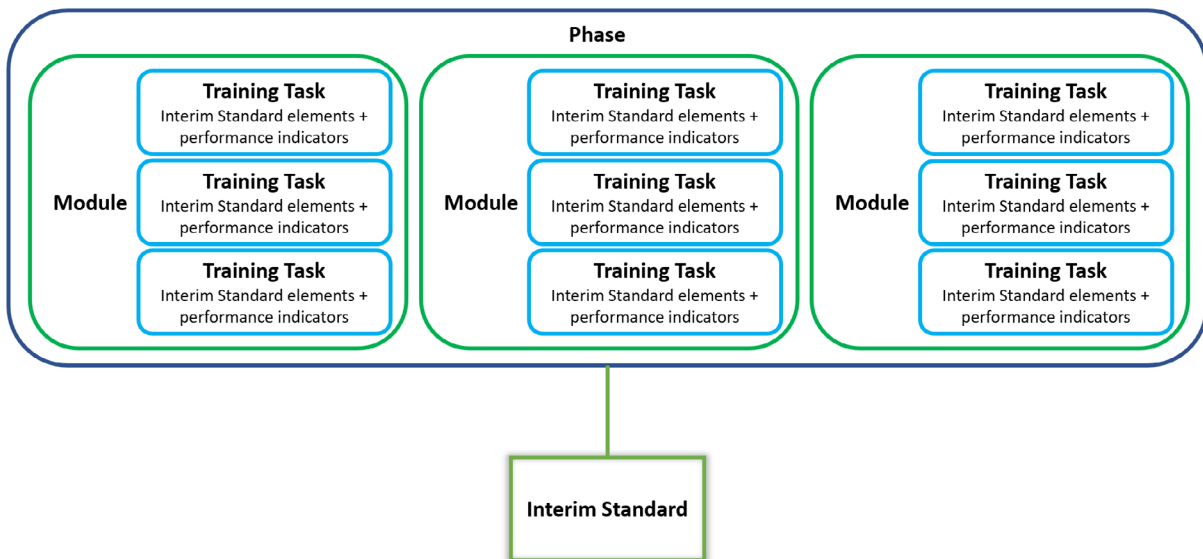 Phase
Module
Training Task
Interim Standard elements +
performance indicators
Training Task
Interim Standard elements +
performance indicators
Training Task
Interim Standard elements +
performance indicators
Module
Training Task
Interim Standard elements +
performance indicators
Training Task
Interim Standard elements +
performance indicators
Training Task
Interim Standard elements +
performance indicators
Module
Training Task
Interim Standard elements +
performance indicators
Training Task
Interim Standard elements +
performance indicators
Training Task
Interim Standard elements +
performance indicators
Interim Standard